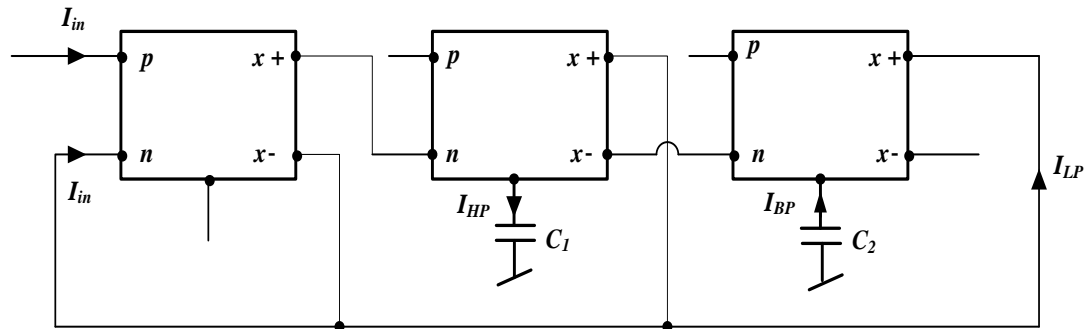 I_in
p x + p x + p x +
n x- n x- n x-
I_in I_HP I_BP I_LP
C_1 C_2